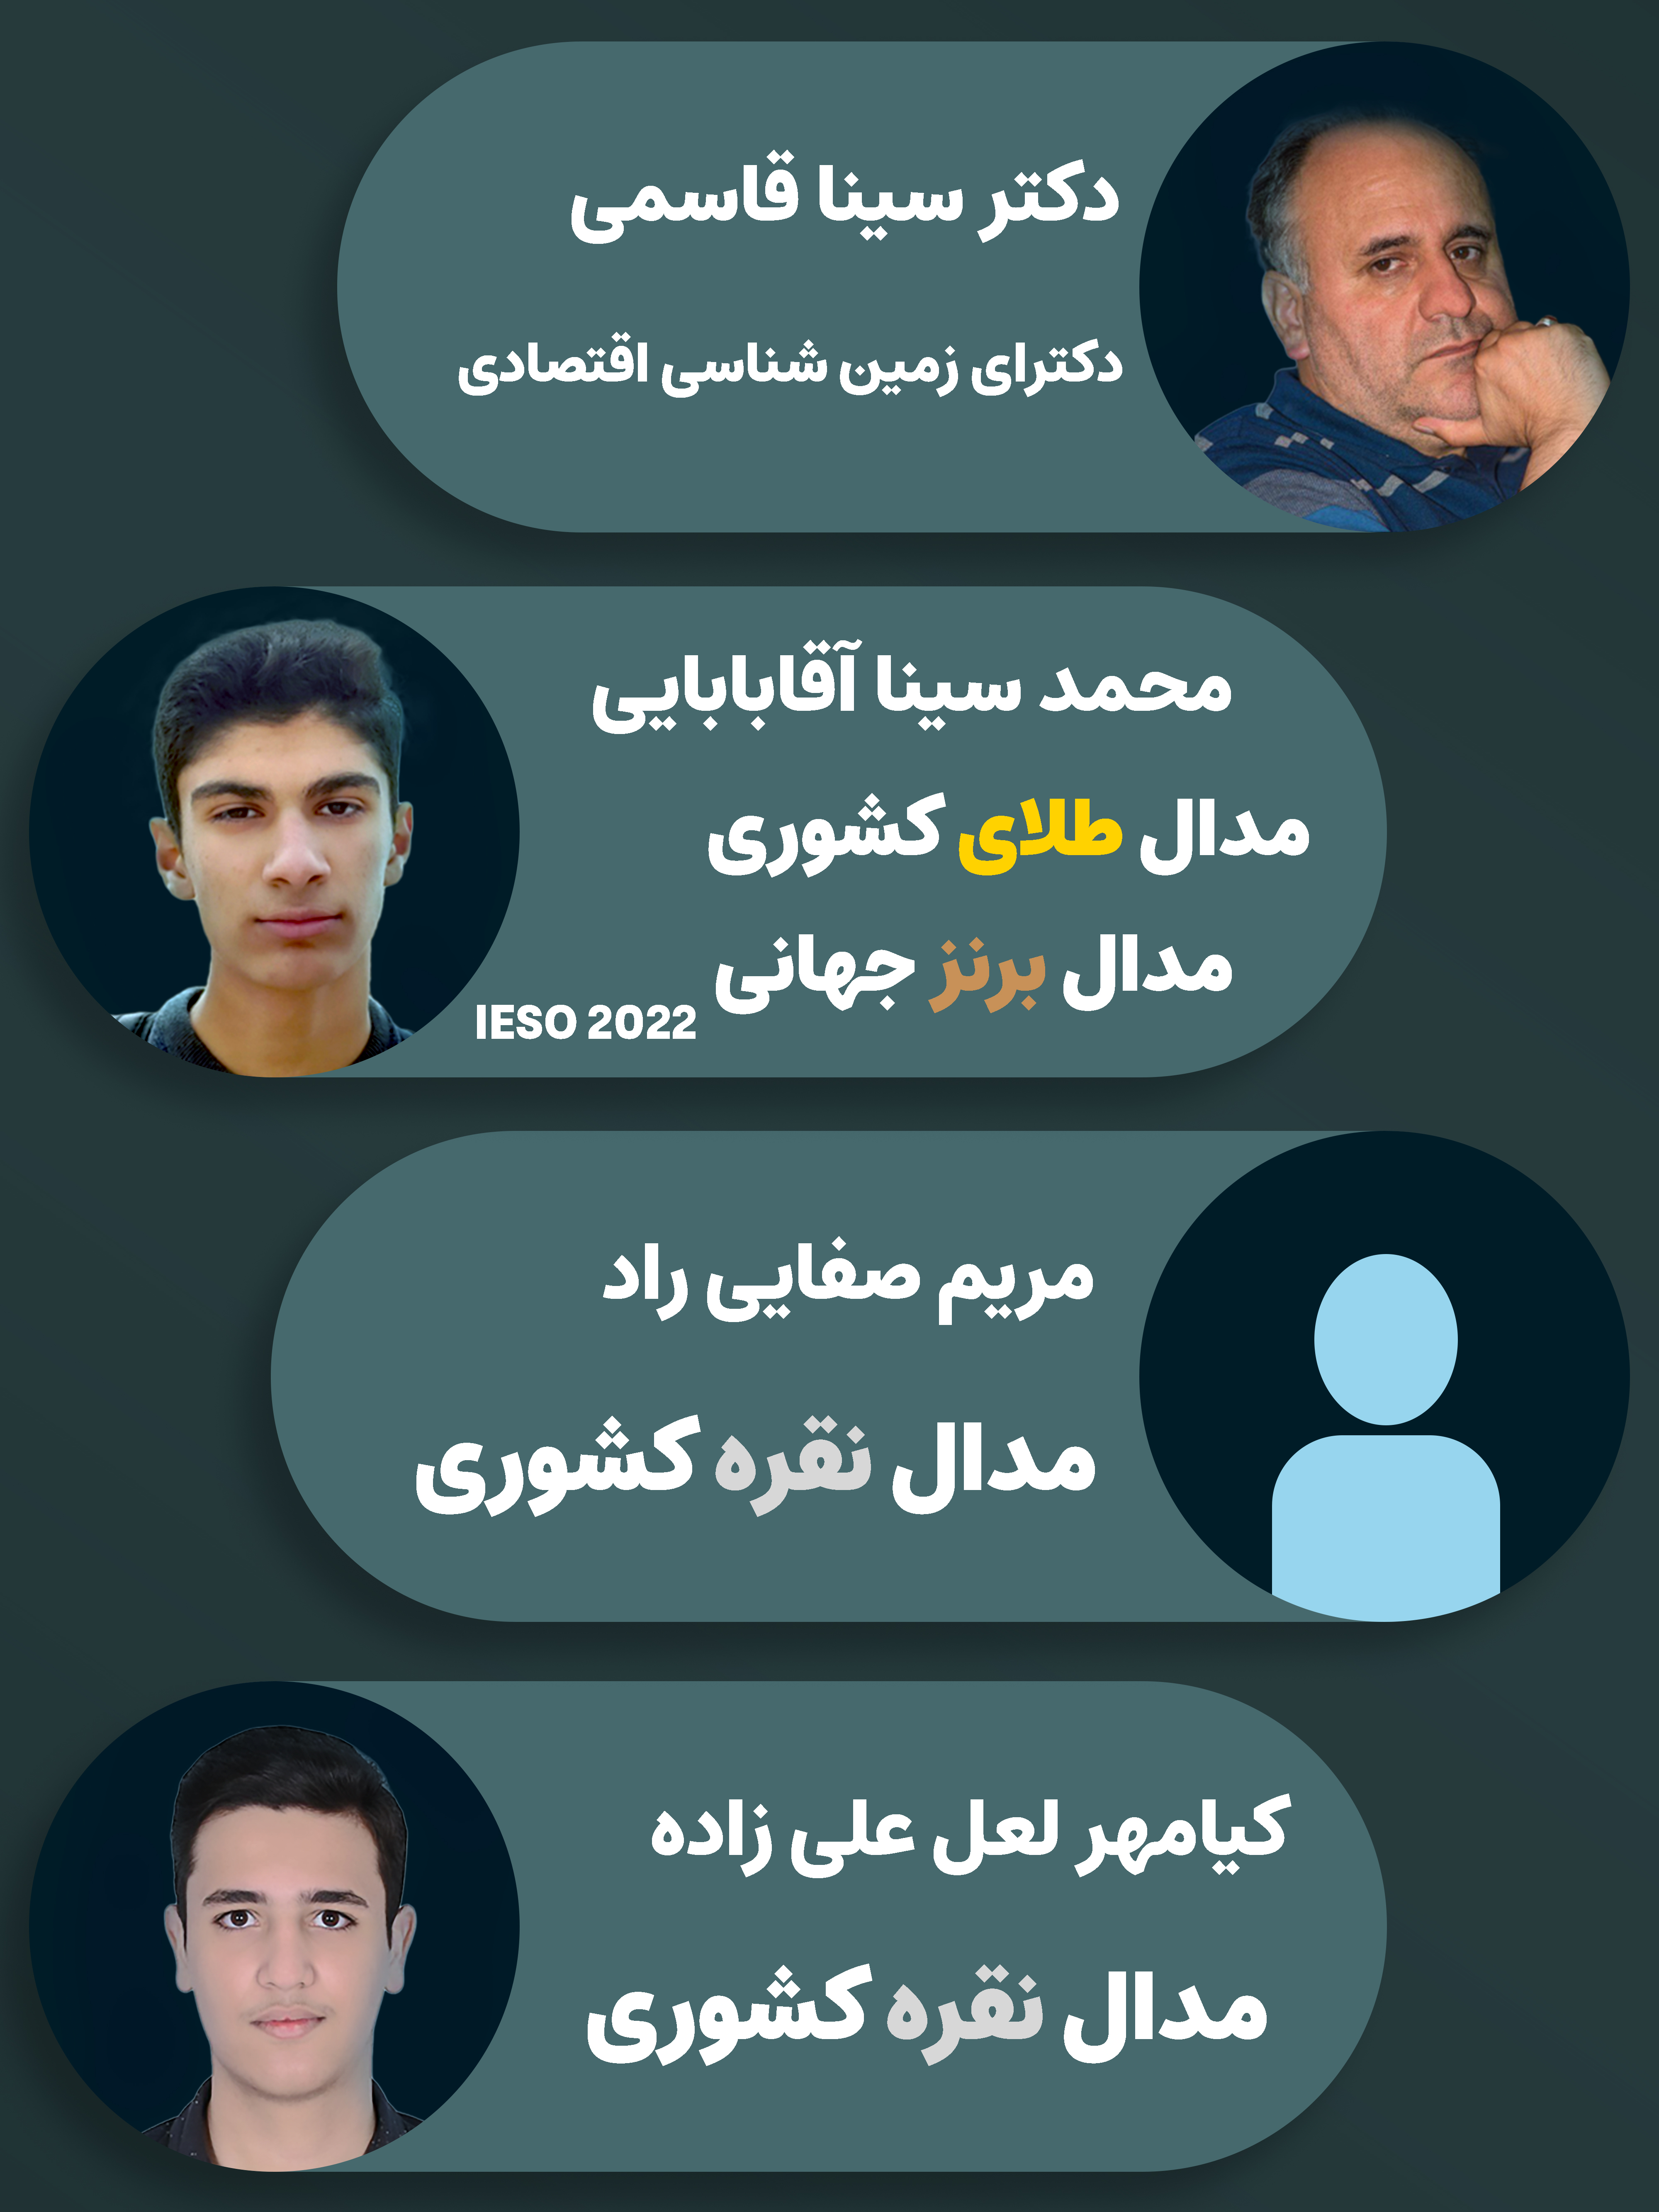 دکتر سینا قاسمی
دکترای زمین شناسی اقتصادی
محمد سینا آقابابایی
مدال طلای کشوری
مدال برنز جهانی
IESO 2022
مریم صفایی راد
مدال نقره کشوری
کیامهر لعل علی زاده
مدال نقره کشوری